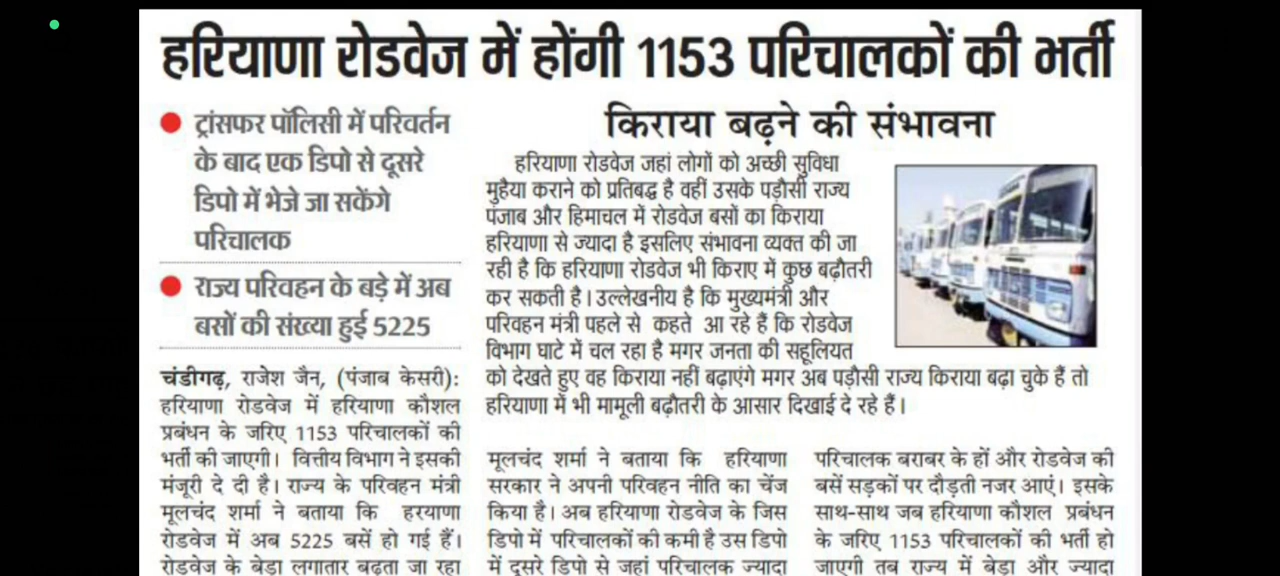 हरियाणा रोडवेज में होंगी 1153 परिचालकों की भर्ती
ट्रांसफर पॉलिसी में परिवर्तन
के बाद एक डिपो से दूसरे
डिपो में भेजे जा सकेंगे
परिचालक
राज्य परिवहन के बड़े में अब
बसों की संख्या हुई 5225
चंडीगढ़, राजेश जैन, (पंजाब केसरी):
हरियाणा रोडवेज में हरियाणा कौशल
प्रबंधन के जरिए 1153 परिचालकों की
भर्ती की जाएगी। वित्तीय विभाग ने इसकी
मंजूरी दे दी है। राज्य के परिवहन मंत्री
मूलचंद शर्मा ने बताया कि हरयाणा
रोडवेज में अब 5225 बसें हो गई हैं।
रोडवेज के बेड़ा लगातार बढ़ता जा रहा
किराया बढ़ने की संभावना
हरियाणा रोडवेज जहां लोगों को अच्छी सुविधा
मुहैया कराने को प्रतिबद्ध है वहीं उसके पड़ौसी राज्य
पंजाब और हिमाचल में रोडवेज बसों का किराया
हरियाणा से ज्यादा है इसलिए संभावना व्यक्त की जा
रही है कि हरियाणा रोडवेज भी किराए में कुछ बढ़ौतरी
कर सकती है। उल्लेखनीय है कि मुख्यमंत्री और
परिवहन मंत्री पहले से कहते आ रहे हैं कि रोडवेज
विभाग घाटे में चल रहा है मगर जनता की सहूलियत
को देखते हुए वह किराया नहीं बढ़ाएंगे मगर अब पड़ौसी राज्य किराया बढ़ा चुके हैं तो
हरियाणा में भी मामूली बढ़ौतरी के आसार दिखाई दे रहे हैं।
मूलचंद शर्मा ने बताया कि हरियाणा
सरकार ने अपनी परिवहन नीति का चेंज
किया है। अब हरियाणा रोडवेज के जिस
डिपो में परिचालकों की कमी है उस डिपो
में दूसरे डिपो से जहां परिचालक ज्यादा
परिचालक बराबर के हों और रोडवेज की
बसें सड़कों पर दौड़ती नजर आएं। इसके
साथ-साथ जब हरियाणा कौशल प्रबंधन
के जरिए 1153 परिचालकों की भर्ती हो
जाएगी तब राज्य में बेड़ा और ज्यादा